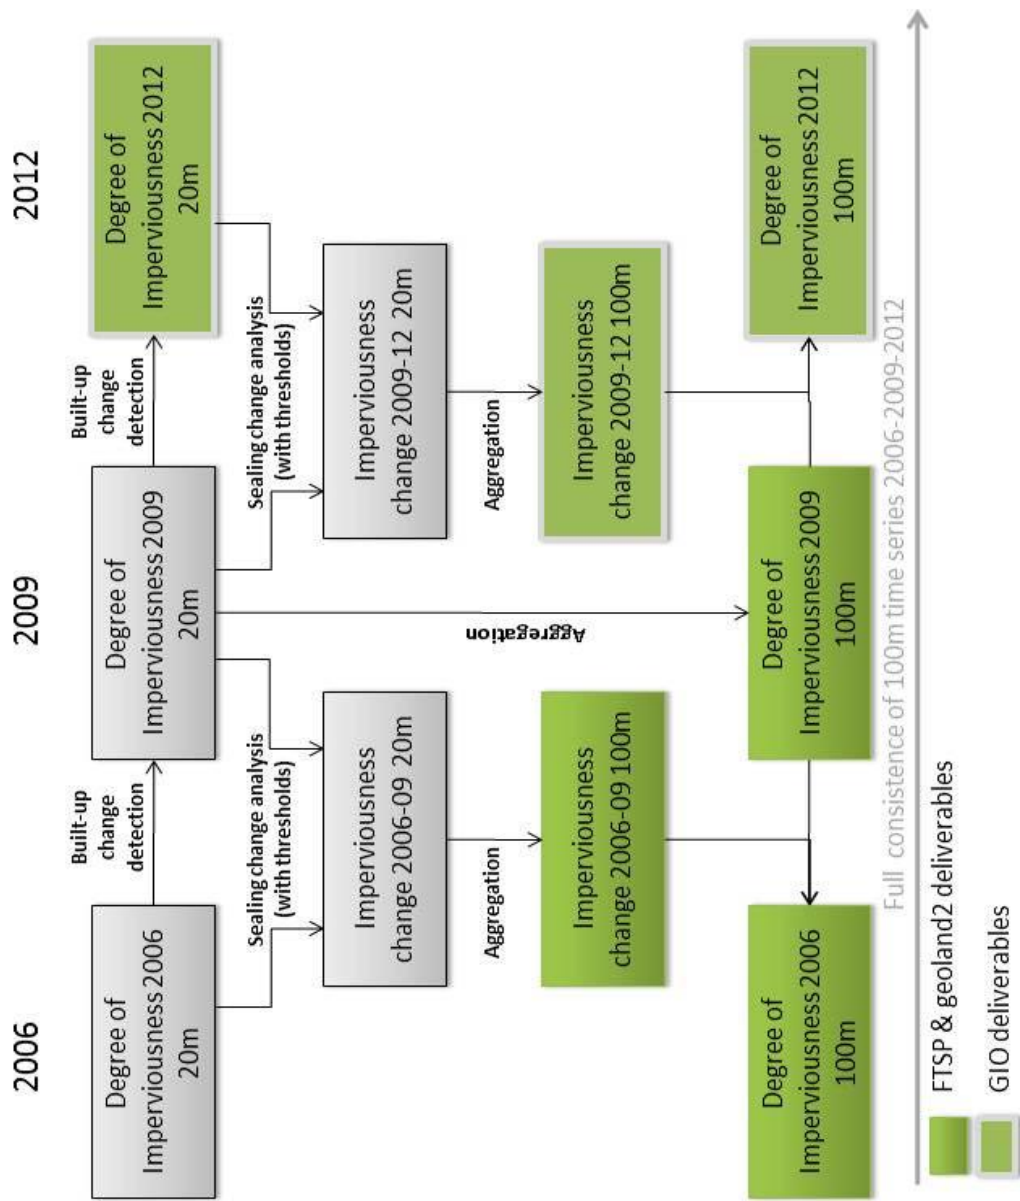 2006
2009
2012
Degree of
Imperviousness 2006
20m
Built-up
change
detection
Degree of
Imperviousness 2009
20m
Built-up
change
detection
Degree of
Imperviousness 2012
20m
Sealing change analysis
(with thresholds)
Sealing change analysis
(with thresholds)
Imperviousness
change 2006-09 20m
Imperviousness
change 2009-12 20m
Aggregation
Aggregation
Aggregation
Imperviousness
change 2006-09 100m
Imperviousness
change 2009-12 100m
Degree of
Imperviousness 2006
100m
Degree of
Imperviousness 2009
100m
Degree of
Imperviousness 2012
100m
Full consistence of 100m time series 2006-2009-2012
FTSP & geoland2 deliverables
GIO deliverables